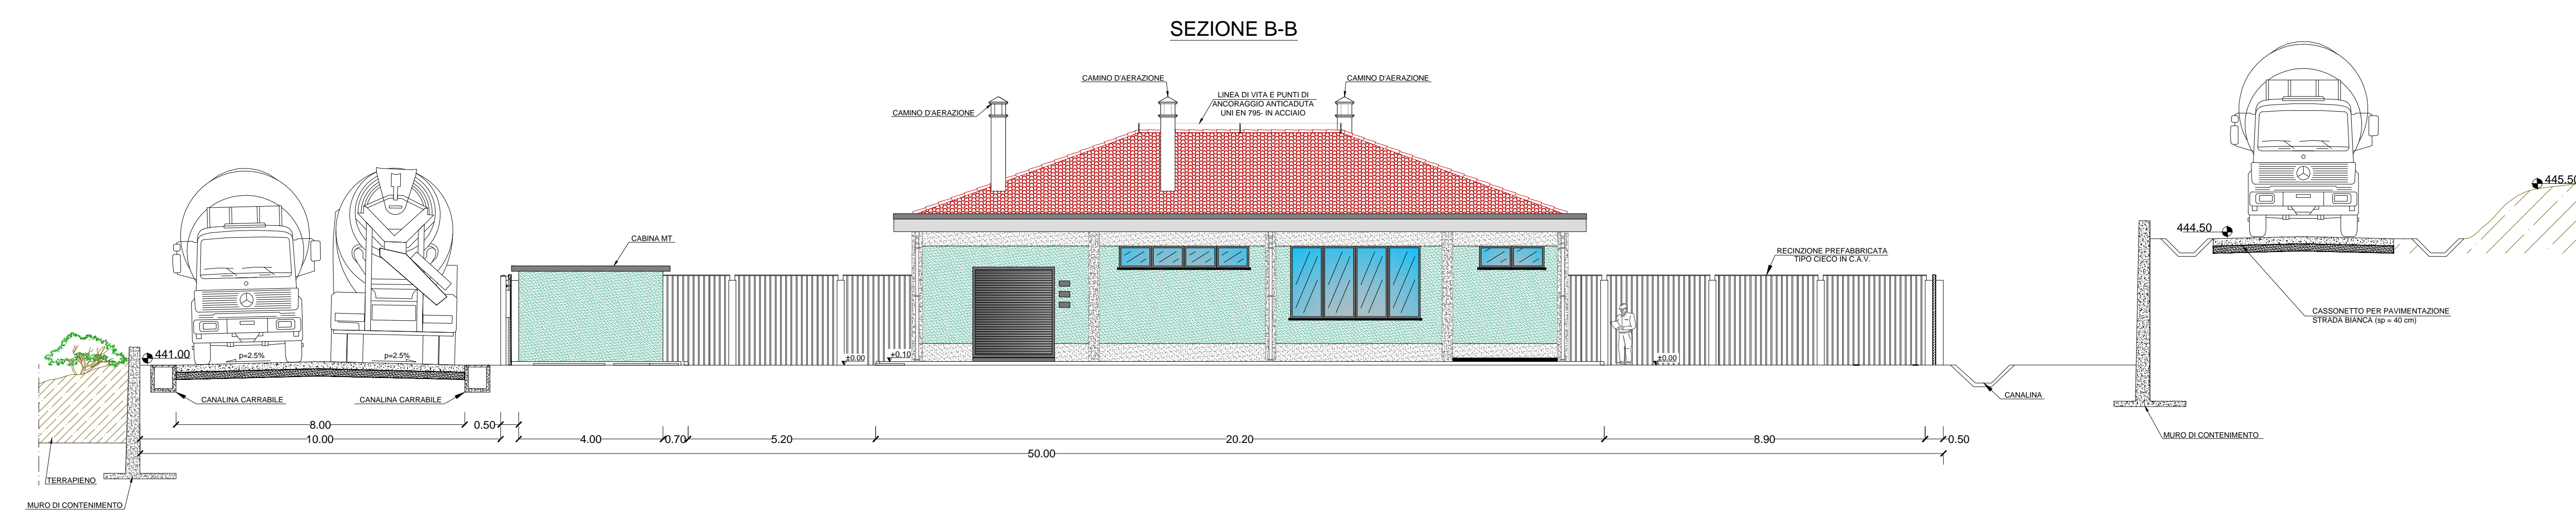 SEZIONE B-B
CAMINO D'AERAZIONE
CAMINO D'AERAZIONE
CAMINO D'AERAZIONE
LINEA DI VITA E PUNTI DI
ANCORAGGIO ANTICADUTA
UNI EN 795- IN ACCIAIO
445.50
444.50
CABINA MT
RECINZIONE PREFABBRICATA
TIPO CIECO IN C.A.V.
CASSONETTO PER PAVIMENTAZIONE
STRADA BIANCA (sp = 40 cm)
441.00
p=2.5%
p=2.5%
±0.00
+0.10
±0.00
CANALINA CARRABILE
CANALINA CARRABILE
CANALINA
8.00
0.50
10.00
4.00
0.70
5.20
20.20
8.90
0.50
50.00
MURO DI CONTENIMENTO
TERRAPIENO
MURO DI CONTENIMENTO